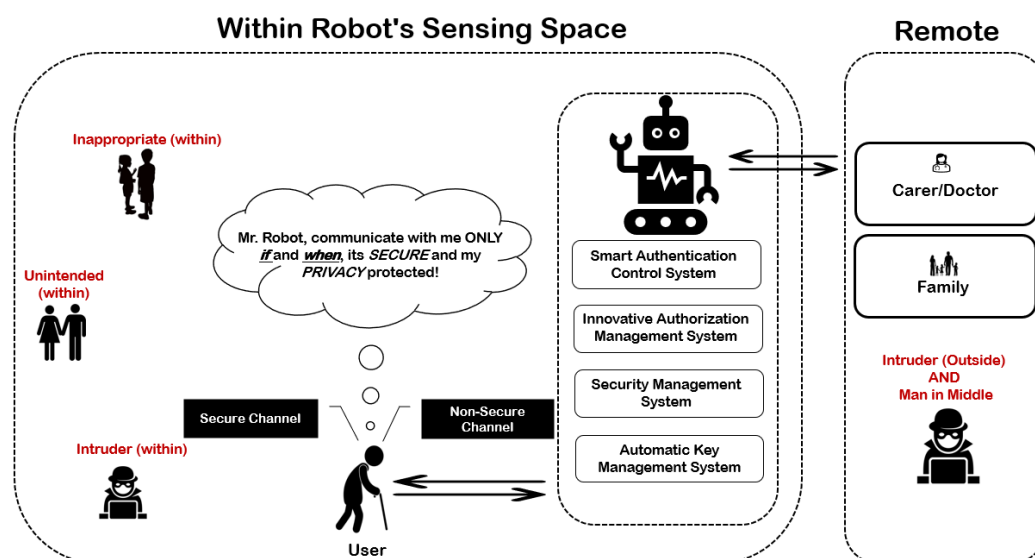 Within Robot's Sensing Space
Remote
Inappropriate (within)
Mr. Robot, communicate with me ONLY
if and when, its SECURE and my
PRIVACY protected!
Unintended
(within)
Secure Channel
Non-Secure
Channel
Intruder (within)
User
Smart Authentication
Control System
Innovative Authorization
Management System
Security Management
System
Automatic Key
Management System
Carer/Doctor
Family
Intruder (Outside)
AND
Man in Middle